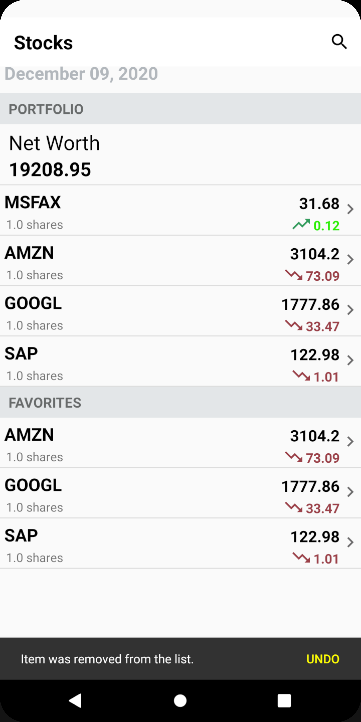 Stocks
December 09, 2020
PORTFOLIO
Net Worth
19208.95
MSFAX 31.68
1.0 shares 0.12
AMZN 3104.2
1.0 shares 73.09
GOOGL 1777.86
1.0 shares 33.47
SAP 122.98
1.0 shares 1.01
FAVORITES
AMZN 3104.2
1.0 shares 73.09
GOOGL 1777.86
1.0 shares 33.47
SAP 122.98
1.0 shares 1.01
Item was removed from the list. UNDO